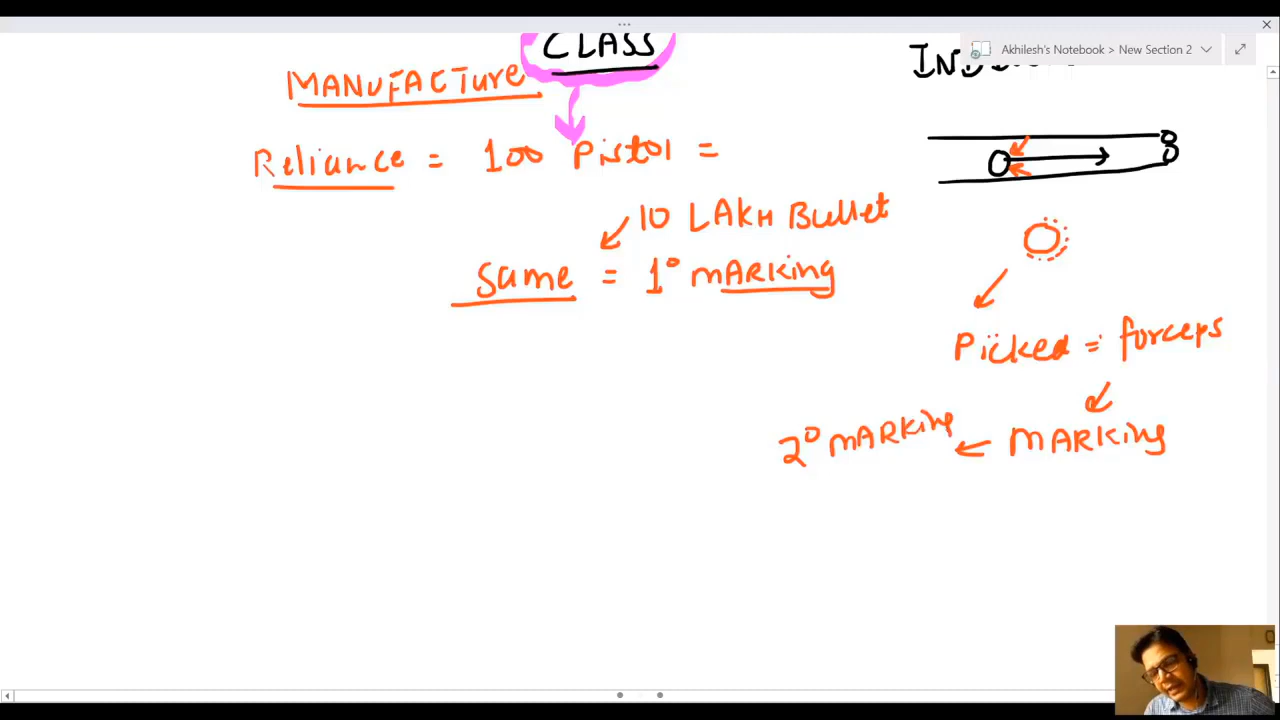 CLASS
Akhilesh's Notebook > New Section 2
MANUFACTURE
Reliance = 100 Pistol =
10 LAKH Bullet
Same = 1° MARKing
Picked = forceps
2° MARKing ← MARKing